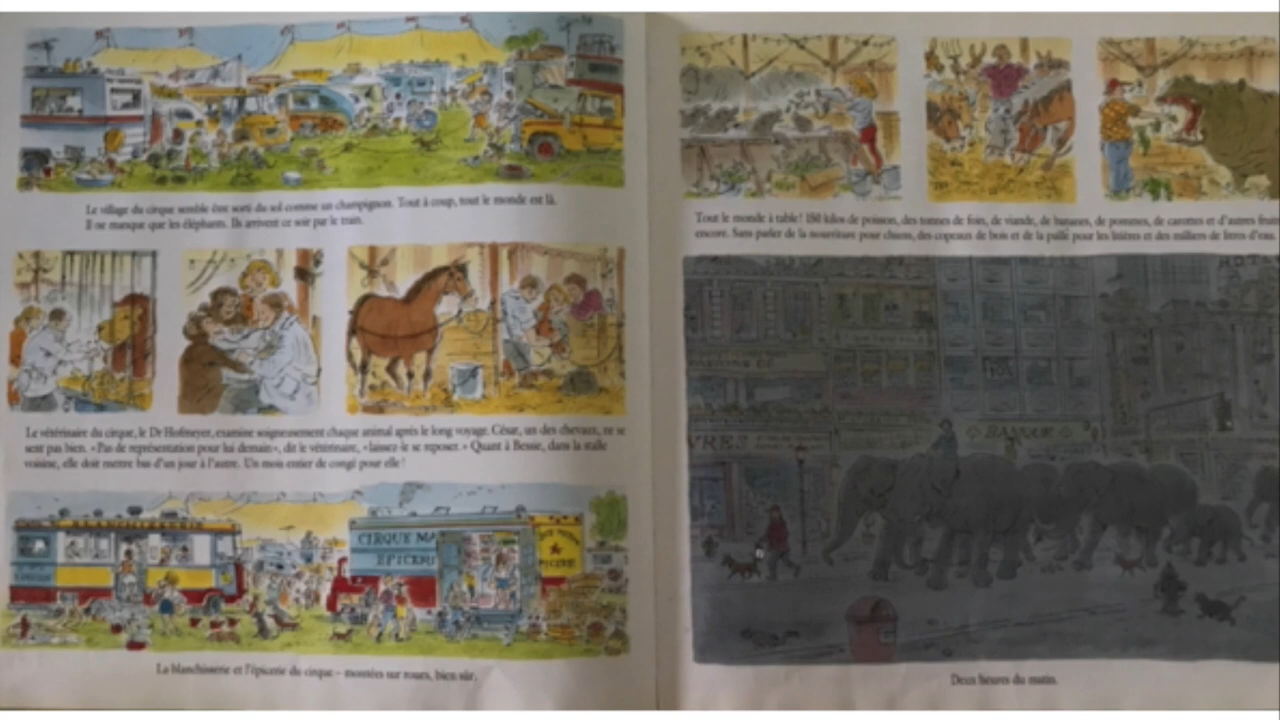 Le village du cirque semble être sorti du sol comme un champignon. Tout à coup, tout le monde est là.
Il ne manque que les éléphants. Ils arrivent ce soir par le train.
Le vétérinaire du cirque, le Dr Hofmeyer, examine soigneusement chaque animal après le long voyage. César, un des chevaux, ne se
sent pas bien. «Pas de représentation pour lui demain», dit le vétérinaire, «laissez-le se reposer.» Quant à Bessie, dans la stalle
voisine, elle doit mettre bas d'un jour à l'autre. Un mois entier de congé pour elle!
BLANCHISSERIE
CIRQUE MA
EPICERI
La blanchisserie et l'épicerie du cirque – montées sur roues, bien sûr.
Tout le monde à table! 180 kilos de poisson, des tonnes de foin, de viande, de bananes, de pommes, de carottes et d'autres fruits
encore. Sans parler de la nourriture pour chiens, des copeaux de bois et de la paille pour les litières et des milliers de litres d'eau.
HOTE
VRES
BANQUE
Deux heures du matin.